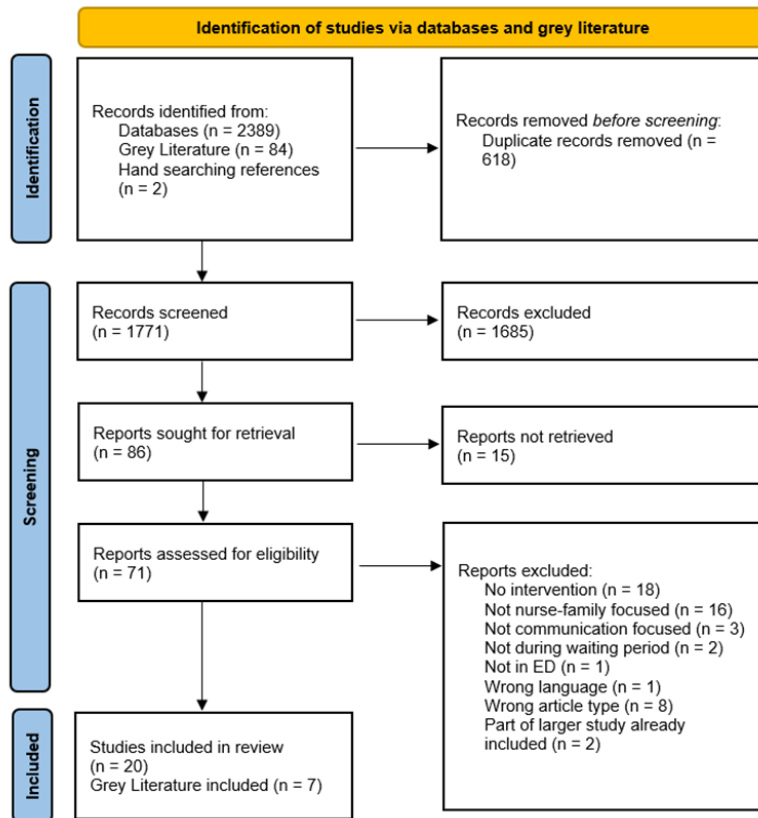 Identification of studies via databases and grey literature
Identification
Records identified from:
Databases (n = 2389)
Grey Literature (n = 84)
Hand searching references
(n = 2)
Records removed before screening:
Duplicate records removed (n =
618)
Screening
Records screened
(n = 1771)
Records excluded
(n = 1685)
Reports sought for retrieval
(n = 86)
Reports not retrieved
(n = 15)
Reports assessed for eligibility
(n = 71)
Reports excluded:
No intervention (n = 18)
Not nurse-family focused (n = 16)
Not communication focused (n = 3)
Not during waiting period (n = 2)
Not in ED (n = 1)
Wrong language (n = 1)
Wrong article type (n = 8)
Part of larger study already
included (n = 2)
Included
Studies included in review
(n = 20)
Grey Literature included (n = 7)